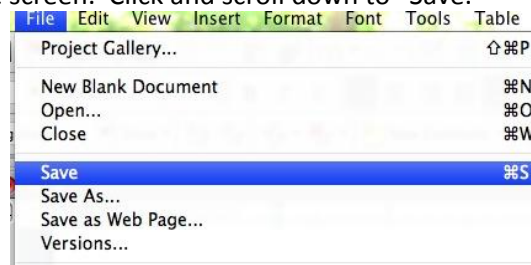 screen. Click and scroll down to "Save."
File Edit View Insert Format Font Tools Table
Project Gallery... ⇧⌘P
New Blank Document ⌘N
Open... ⌘O
Close ⌘W
Save ⌘S
Save As...
Save as Web Page...
Versions...